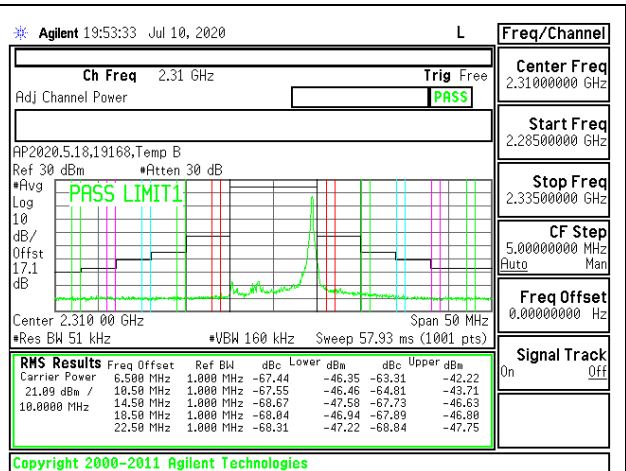 Agilent 19:53:33 Jul 10, 2020 L
Freq/Channel
Ch Freq 2.31 GHz Trig Free
Adj Channel Power PASS
AP2020.5.18,19168,Temp B
Ref 30 dBm #Atten 30 dB
#Avg
Log
10
dB/
Offst
17.1
dB
PASS LIMIT1
Center 2.310 00 GHz Span 50 MHz
#Res BW 51 kHz #VBW 160 kHz Sweep 57.93 ms (1001 pts)
RMS Results Freq Offset Ref BW dBc Lower dBm dBc Upper dBm
Carrier Power 6.500 MHz 1.000 MHz -67.44 -46.35 -63.31 -42.22
21.09 dBm / 10.50 MHz 1.000 MHz -67.55 -46.46 -64.81 -43.71
10.0000 MHz 14.50 MHz 1.000 MHz -68.67 -47.58 -67.73 -46.63
18.50 MHz 1.000 MHz -68.04 -46.94 -67.89 -46.80
22.50 MHz 1.000 MHz -68.31 -47.22 -68.84 -47.75
Copyright 2000-2011 Agilent Technologies
Center Freq
2.31000000 GHz
Start Freq
2.28500000 GHz
Stop Freq
2.33500000 GHz
CF Step
5.00000000 MHz
Auto Man
Freq Offset
0.00000000 Hz
Signal Track
On Off